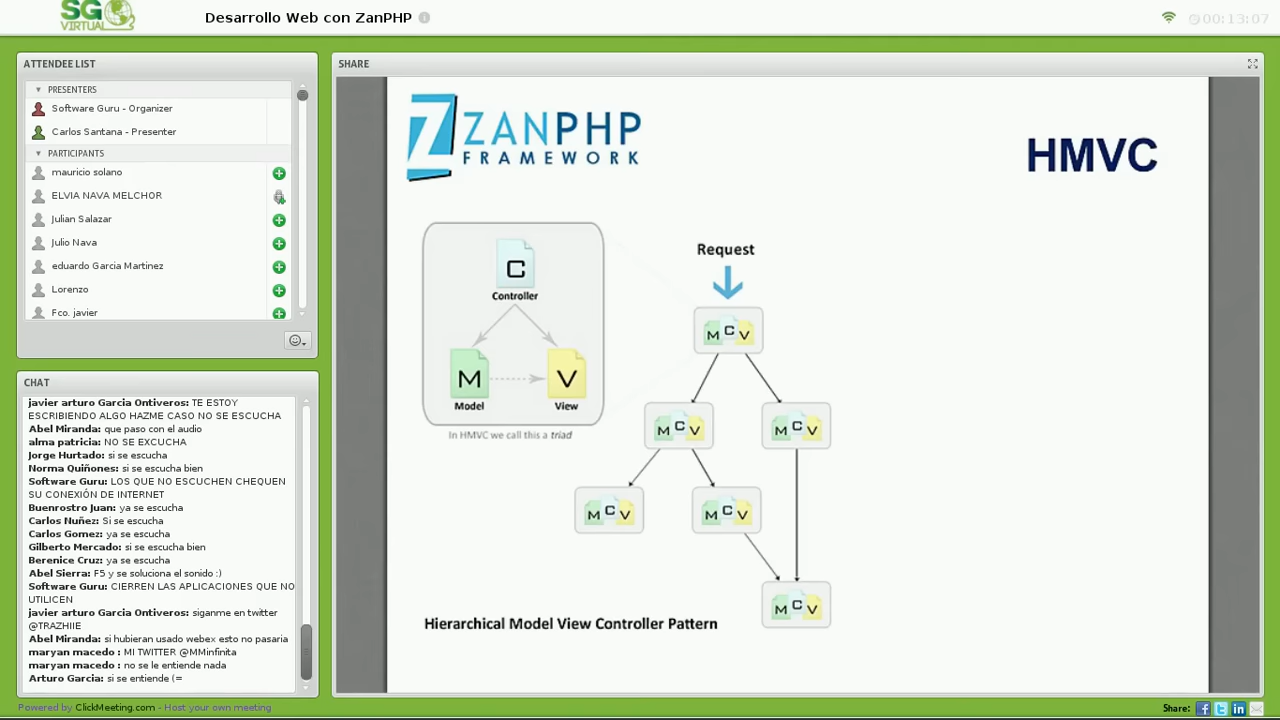 SG
VIRTUAL
Desarrollo Web con ZanPHP
00:13:07
ATTENDEE LIST
PRESENTERS
Software Guru - Organizer
Carlos Santana - Presenter
PARTICIPANTS
mauricio solano
ELVIA NAVA MELCHOR
Julian Salazar
Julio Nava
eduardo Garcia Martinez
Lorenzo
Fco. javier
CHAT
javier arturo Garcia Ontiveros: TE ESTOY
ESCRIBIENDO ALGO HAZME CASO NO SE ESCUCHA
Abel Miranda: que paso con el audio
alma patricia: NO SE EXCUCHA
Jorge Hurtado: si se escucha
Norma Quiñones: si se escucha bien
Software Guru: LOS QUE NO ESCUCHEN CHEQUEN
SU CONEXIÓN DE INTERNET
Buenrostro Juan: ya se escucha
Carlos Nuñez: Si se escucha
Carlos Gomez: ya se escucha
Gilberto Mercado: si se escucha bien
Berenice Cruz: ya se escucha
Abel Sierra: F5 y se soluciona el sonido :)
Software Guru: CIERREN LAS APLICACIONES QUE NO
UTILICEN
javier arturo Garcia Ontiveros: siganme en twitter
@TRAZHIIE
Abel Miranda: si hubieran usado webex esto no pasaria
maryan macedo : MI TWITTER @MMinfinita
maryan macedo : no se le entiende nada
Arturo Garcia: si se entiende (=
SHARE
Z ZANPHP
FRAMEWORK
HMVC
C
Controller
M
Model
V
View
In HMVC we call this a triad
Request
M C V
M C V
M C V
M C V
M C V
M C V
Hierarchical Model View Controller Pattern
Powered by ClickMeeting.com - Host your own meeting
Share: